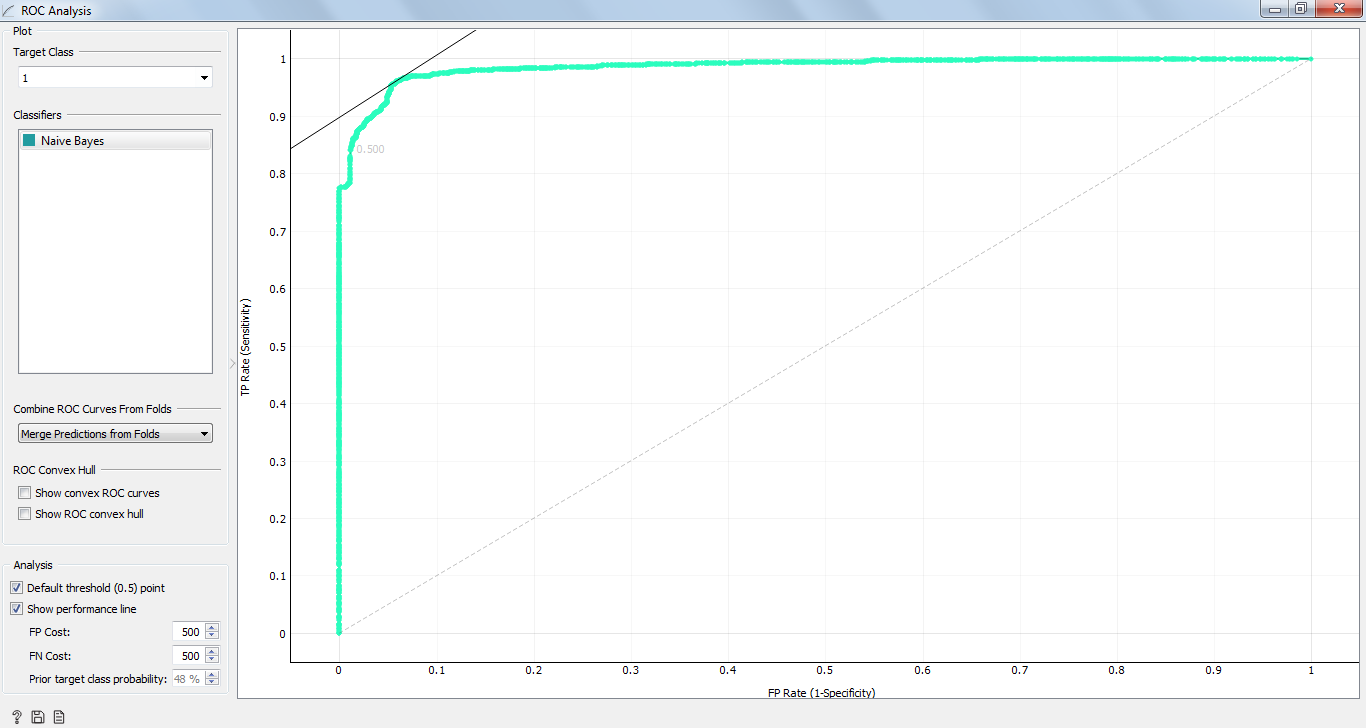 ROC Analysis
Plot
Target Class
1
Classifiers
Naive Bayes
Combine ROC Curves From Folds
Merge Predictions from Folds
ROC Convex Hull
Show convex ROC curves
Show ROC convex hull
Analysis
Default threshold (0.5) point
Show performance line
FP Cost: 500
FN Cost: 500
Prior target class probability: 48 %
TP Rate (Sensitivity)
1
0.9
0.8
0.7
0.6
0.5
0.4
0.3
0.2
0.1
0
0.500
0 0.1 0.2 0.3 0.4 0.5 0.6 0.7 0.8 0.9 1
FP Rate (1-Specificity)